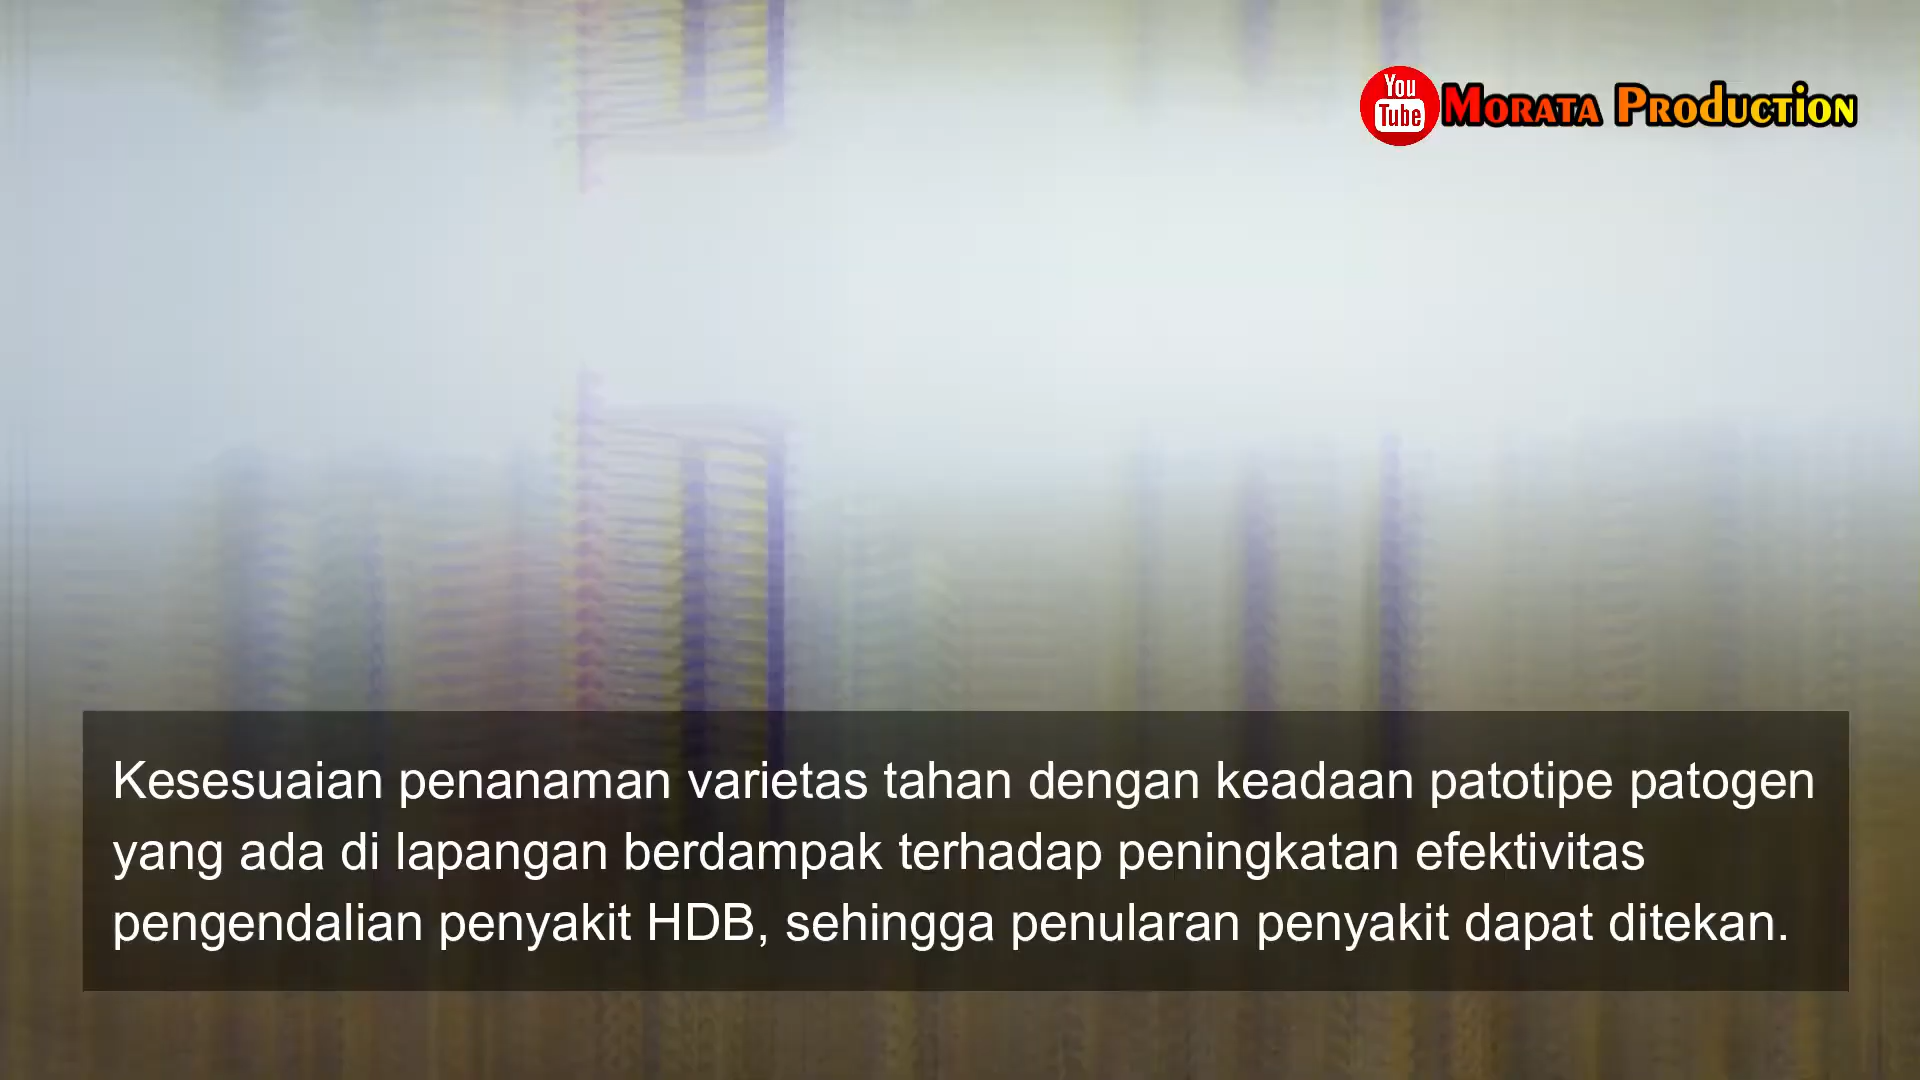 You
Tube
MORATA PRODUCTION
Kesesuaian penanaman varietas tahan dengan keadaan patotipe patogen
yang ada di lapangan berdampak terhadap peningkatan efektivitas
pengendalian penyakit HDB, sehingga penularan penyakit dapat ditekan.